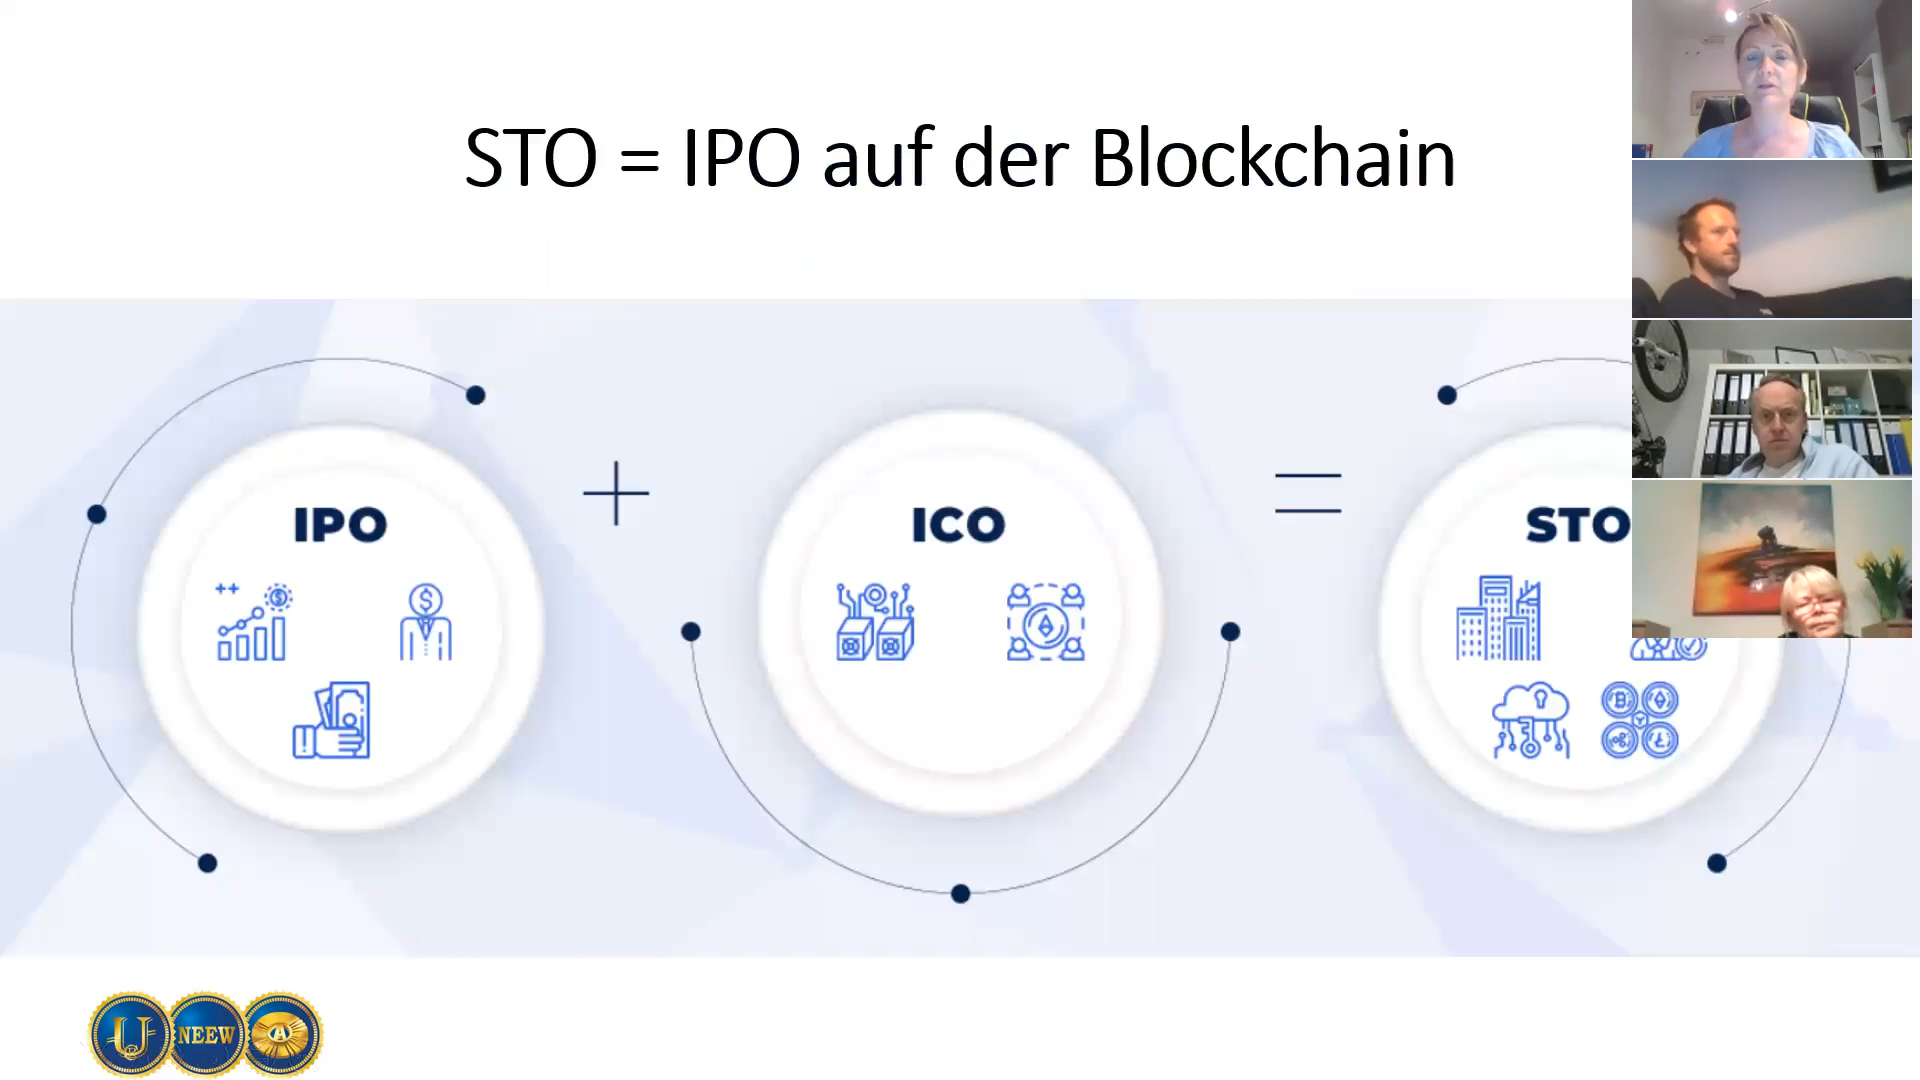 STO = IPO auf der Blockchain
IPO
ICO
STO
NEEW